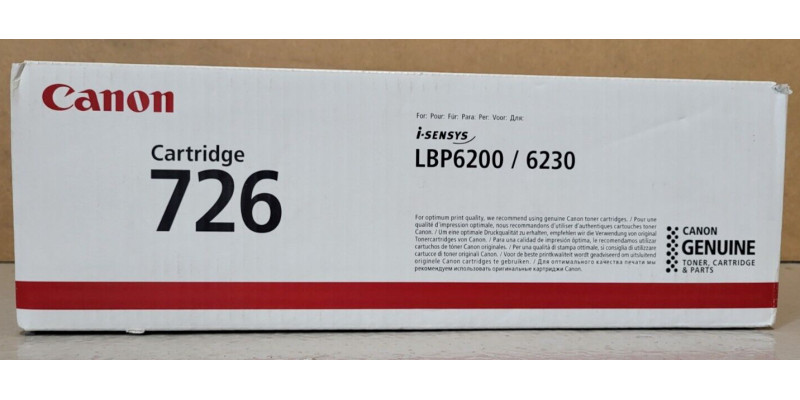 Canon
Cartridge
726
For: Pour: Für: Para: Per: Voor: Для:
i-SENSYS
LBP6200 / 6230
For optimum print quality, we recommend using genuine Canon toner cartridges. / Pour une
qualité d'impression optimale, nous recommandons d'utiliser d'authentiques cartouches toner
Canon. / Um eine optimale Druckqualität zu erhalten, empfehlen wir die Verwendung von original
Tonercartridges von Canon. / Para una calidad de impresión óptima, le recomendamos utilizar
cartuchos de tóner originales Canon. / Per una qualità di stampa ottimale, si consiglia di utilizzare
cartucce di toner originali Canon. / Voor de beste printkwaliteit wordt geadviseerd om uitsluitend
originele Canon cartridges te gebruiken. / Для оптимального качества печати мы
рекомендуем использовать оригинальные картриджи Canon.
CANON
GENUINE
TONER, CARTRIDGE
& PARTS